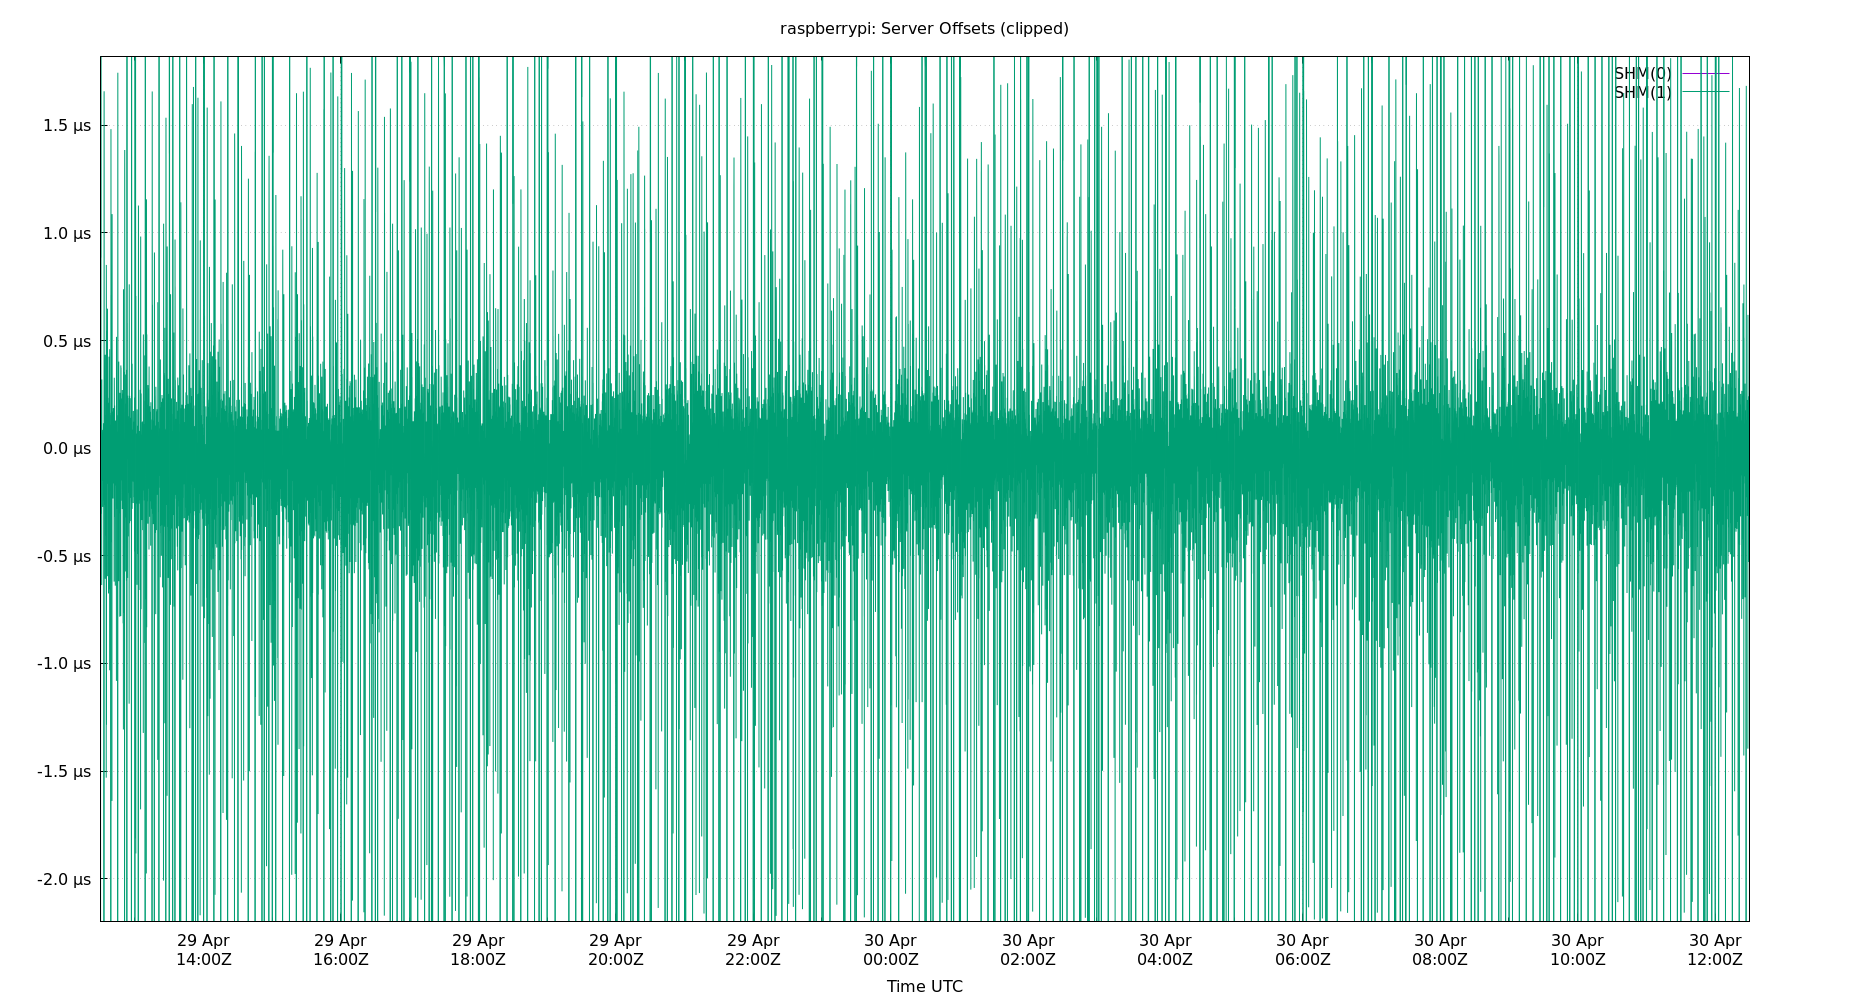 raspberrypi: Server Offsets (clipped)
SHM(0)
SHM(1)
1.5 µs
1.0 µs
0.5 µs
0.0 µs
-0.5 µs
-1.0 µs
-1.5 µs
-2.0 µs
29 Apr 29 Apr 29 Apr 29 Apr 29 Apr 30 Apr 30 Apr 30 Apr 30 Apr 30 Apr 30 Apr 30 Apr
14:00Z 16:00Z 18:00Z 20:00Z 22:00Z 00:00Z 02:00Z 04:00Z 06:00Z 08:00Z 10:00Z 12:00Z
Time UTC